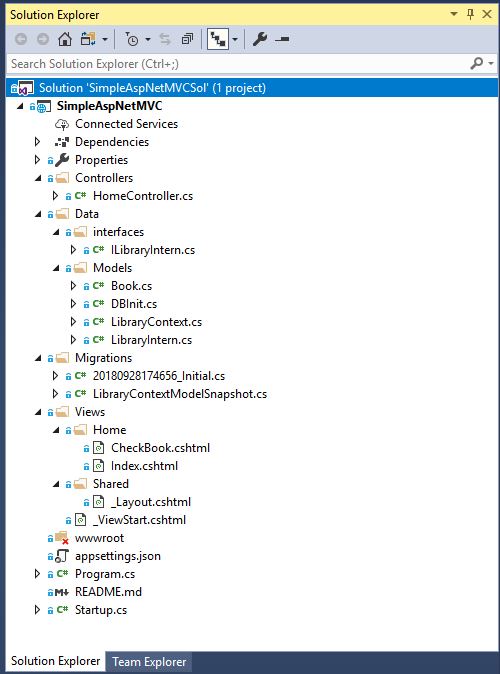 Solution Explorer
Search Solution Explorer (Ctrl+;)
Solution 'SimpleAspNetMVCSol' (1 project)
SimpleAspNetMVC
Connected Services
Dependencies
Properties
Controllers
C# HomeController.cs
Data
interfaces
C# ILibraryIntern.cs
Models
C# Book.cs
C# DBInit.cs
C# LibraryContext.cs
C# LibraryIntern.cs
Migrations
C# 20180928174656_Initial.cs
C# LibraryContextModelSnapshot.cs
Views
Home
CheckBook.cshtml
Index.cshtml
Shared
_Layout.cshtml
_ViewStart.cshtml
wwwroot
appsettings.json
C# Program.cs
M README.md
C# Startup.cs
Solution Explorer Team Explorer